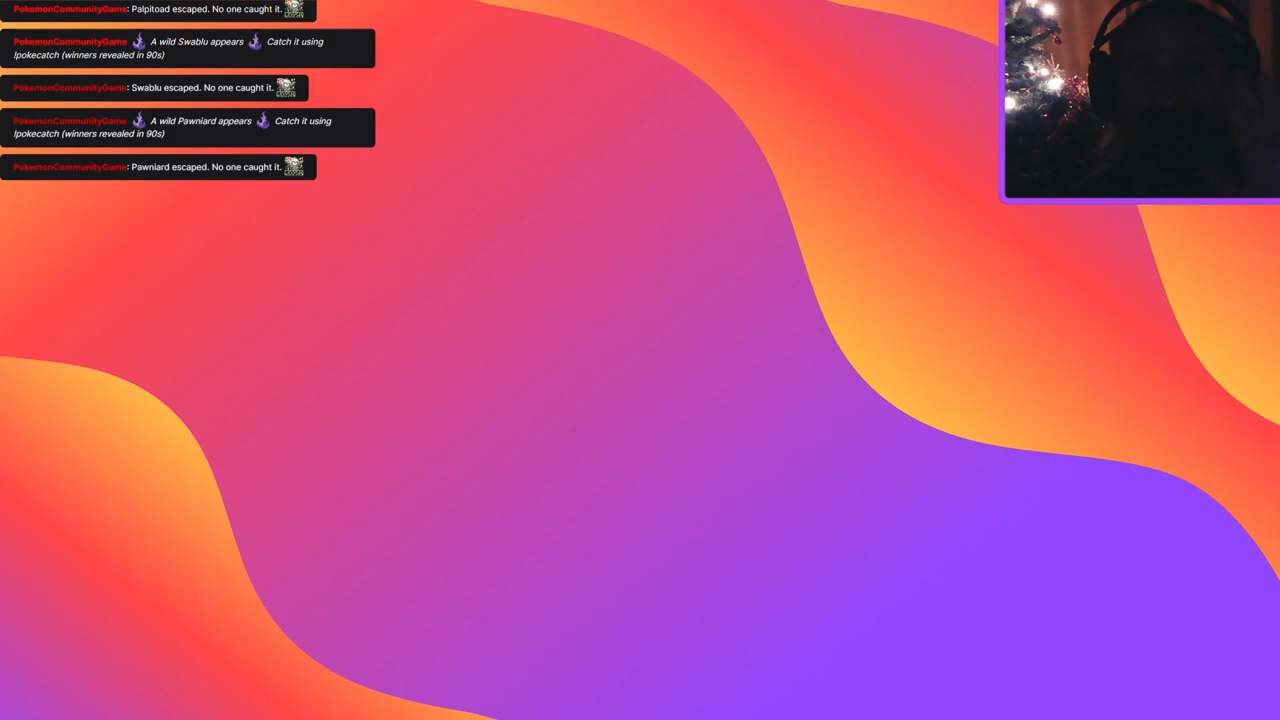 PokemonCommunityGame: Palpitoad escaped. No one caught it.
PokemonCommunityGame A wild Swablu appears Catch it using
!pokecatch (winners revealed in 90s)
PokemonCommunityGame: Swablu escaped. No one caught it.
PokemonCommunityGame A wild Pawniard appears Catch it using
!pokecatch (winners revealed in 90s)
PokemonCommunityGame: Pawniard escaped. No one caught it.